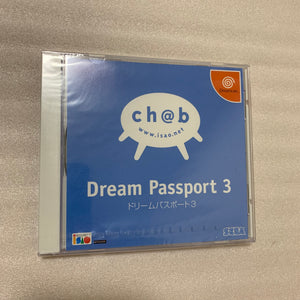 ch@b
www.isao.net
Dreamcast
Dream Passport 3
ドリームパスポート3
isao
SEGA